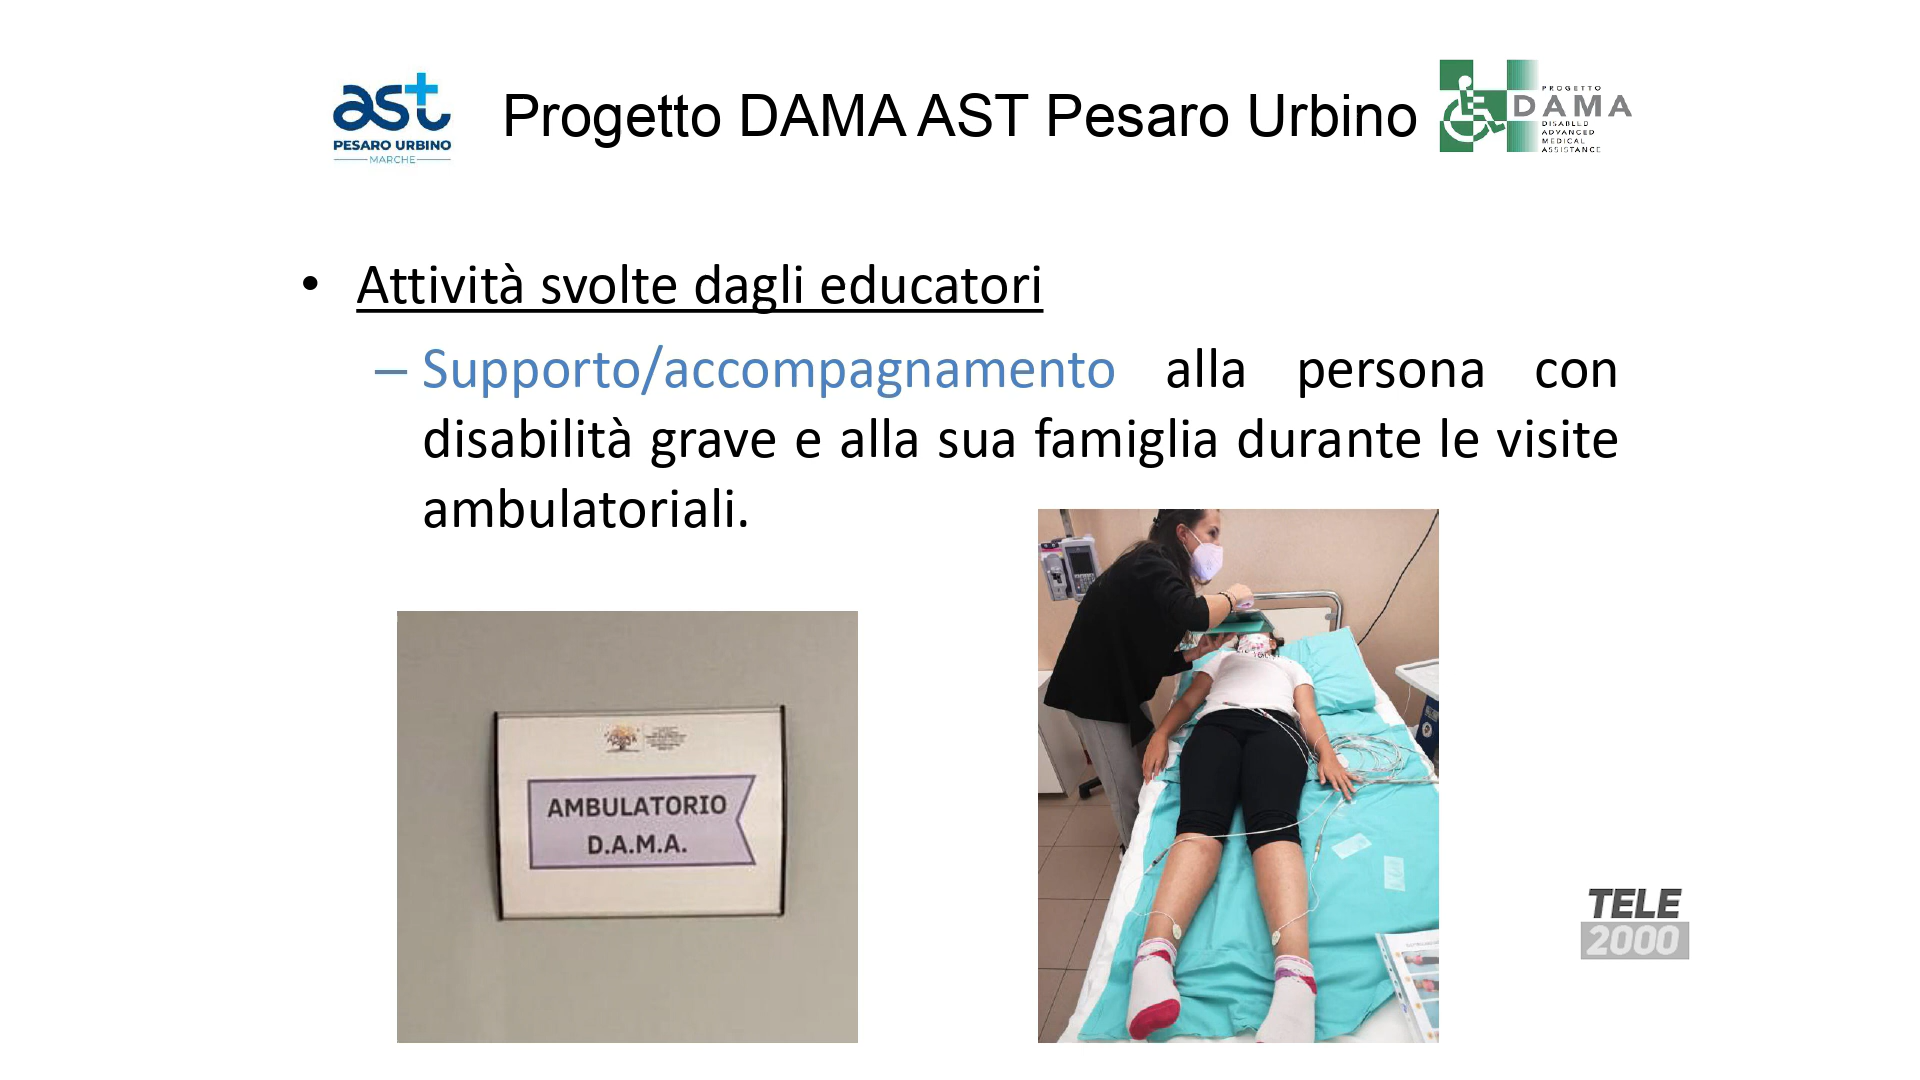 ast
PESARO URBINO
MARCHE
Progetto DAMA AST Pesaro Urbino
PROGETTO
DAMA
DISABLED
ADVANCED
MEDICAL
ASSISTANCE
• Attività svolte dagli educatori
– Supporto/accompagnamento alla persona con
disabilità grave e alla sua famiglia durante le visite
ambulatoriali.
AMBULATORIO
D.A.M.A.
TELE
2000